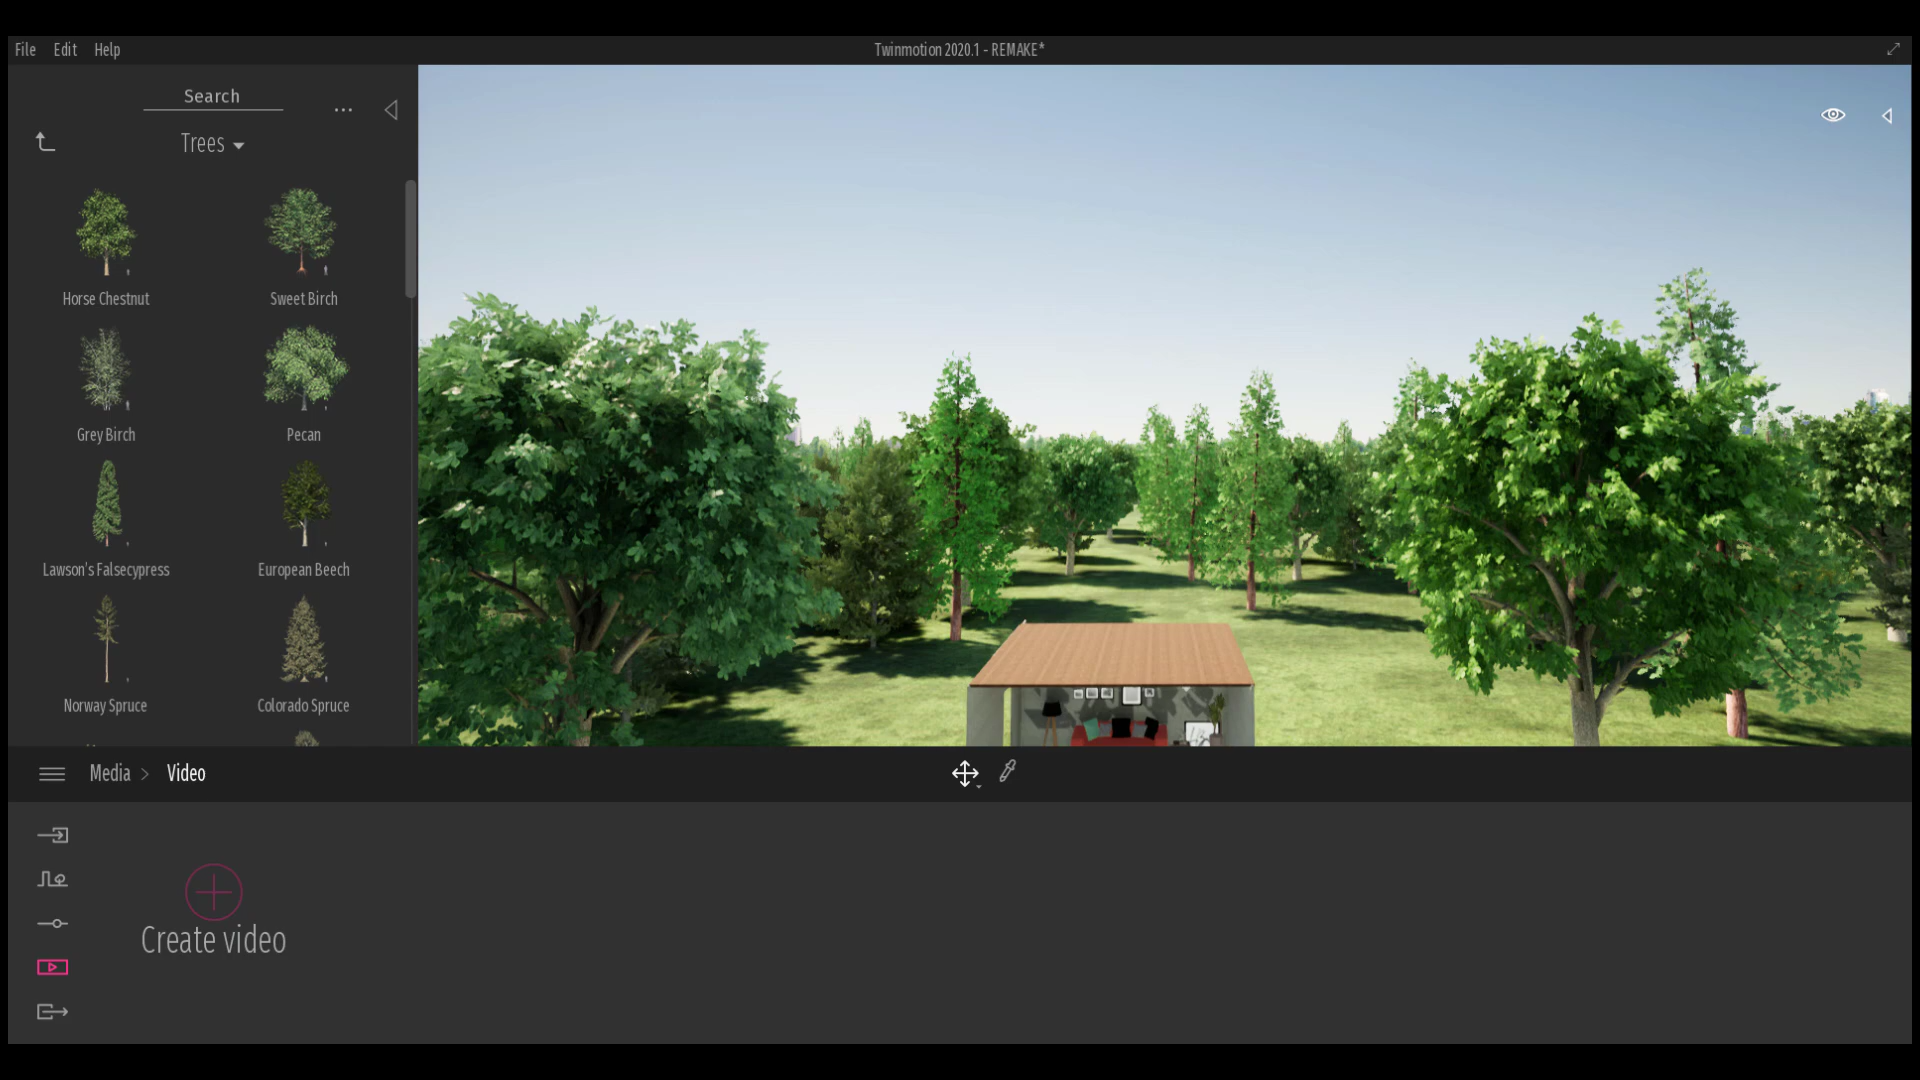 File Edit Help
Twinmotion 2020.1 - REMAKE*
Search
Trees
Horse Chestnut
Sweet Birch
Grey Birch
Pecan
Lawson's Falsecypress
European Beech
Norway Spruce
Colorado Spruce
Media > Video
Create video